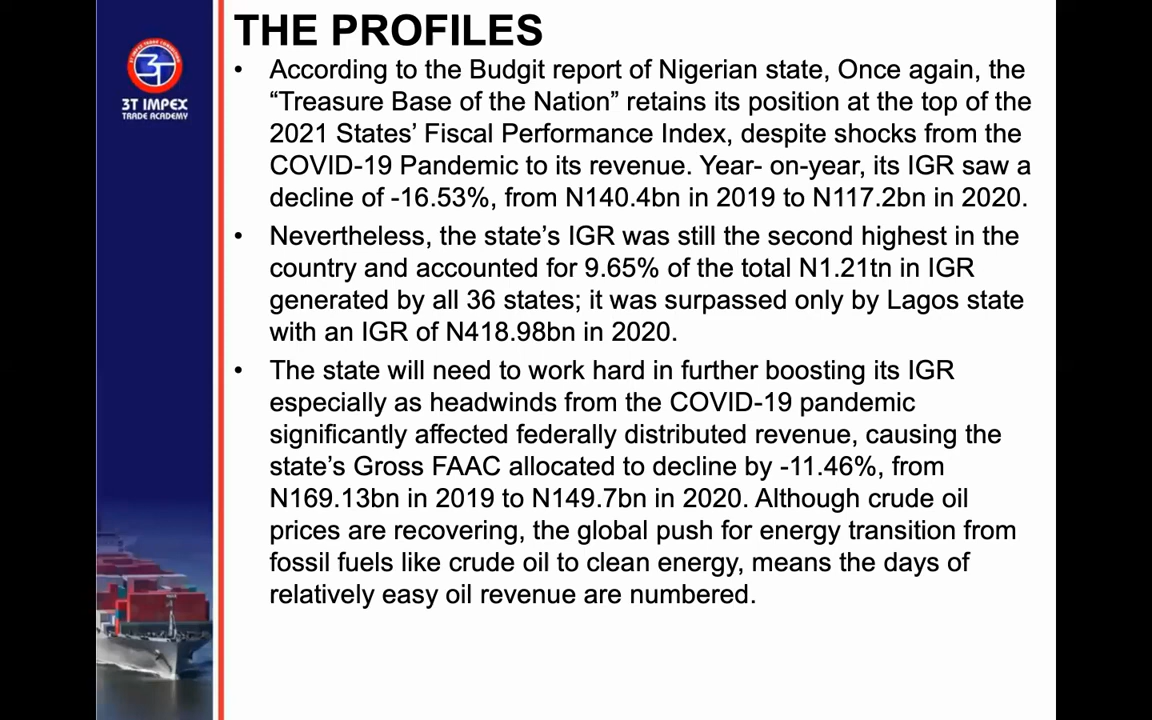 THE PROFILES
• According to the Budgit report of Nigerian state, Once again, the
“Treasure Base of the Nation” retains its position at the top of the
2021 States’ Fiscal Performance Index, despite shocks from the
COVID-19 Pandemic to its revenue. Year- on-year, its IGR saw a
decline of -16.53%, from N140.4bn in 2019 to N117.2bn in 2020.
• Nevertheless, the state’s IGR was still the second highest in the
country and accounted for 9.65% of the total N1.21tn in IGR
generated by all 36 states; it was surpassed only by Lagos state
with an IGR of N418.98bn in 2020.
• The state will need to work hard in further boosting its IGR
especially as headwinds from the COVID-19 pandemic
significantly affected federally distributed revenue, causing the
state’s Gross FAAC allocated to decline by -11.46%, from
N169.13bn in 2019 to N149.7bn in 2020. Although crude oil
prices are recovering, the global push for energy transition from
fossil fuels like crude oil to clean energy, means the days of
relatively easy oil revenue are numbered.
3T
3T IMPEX
TRADE ACADEMY